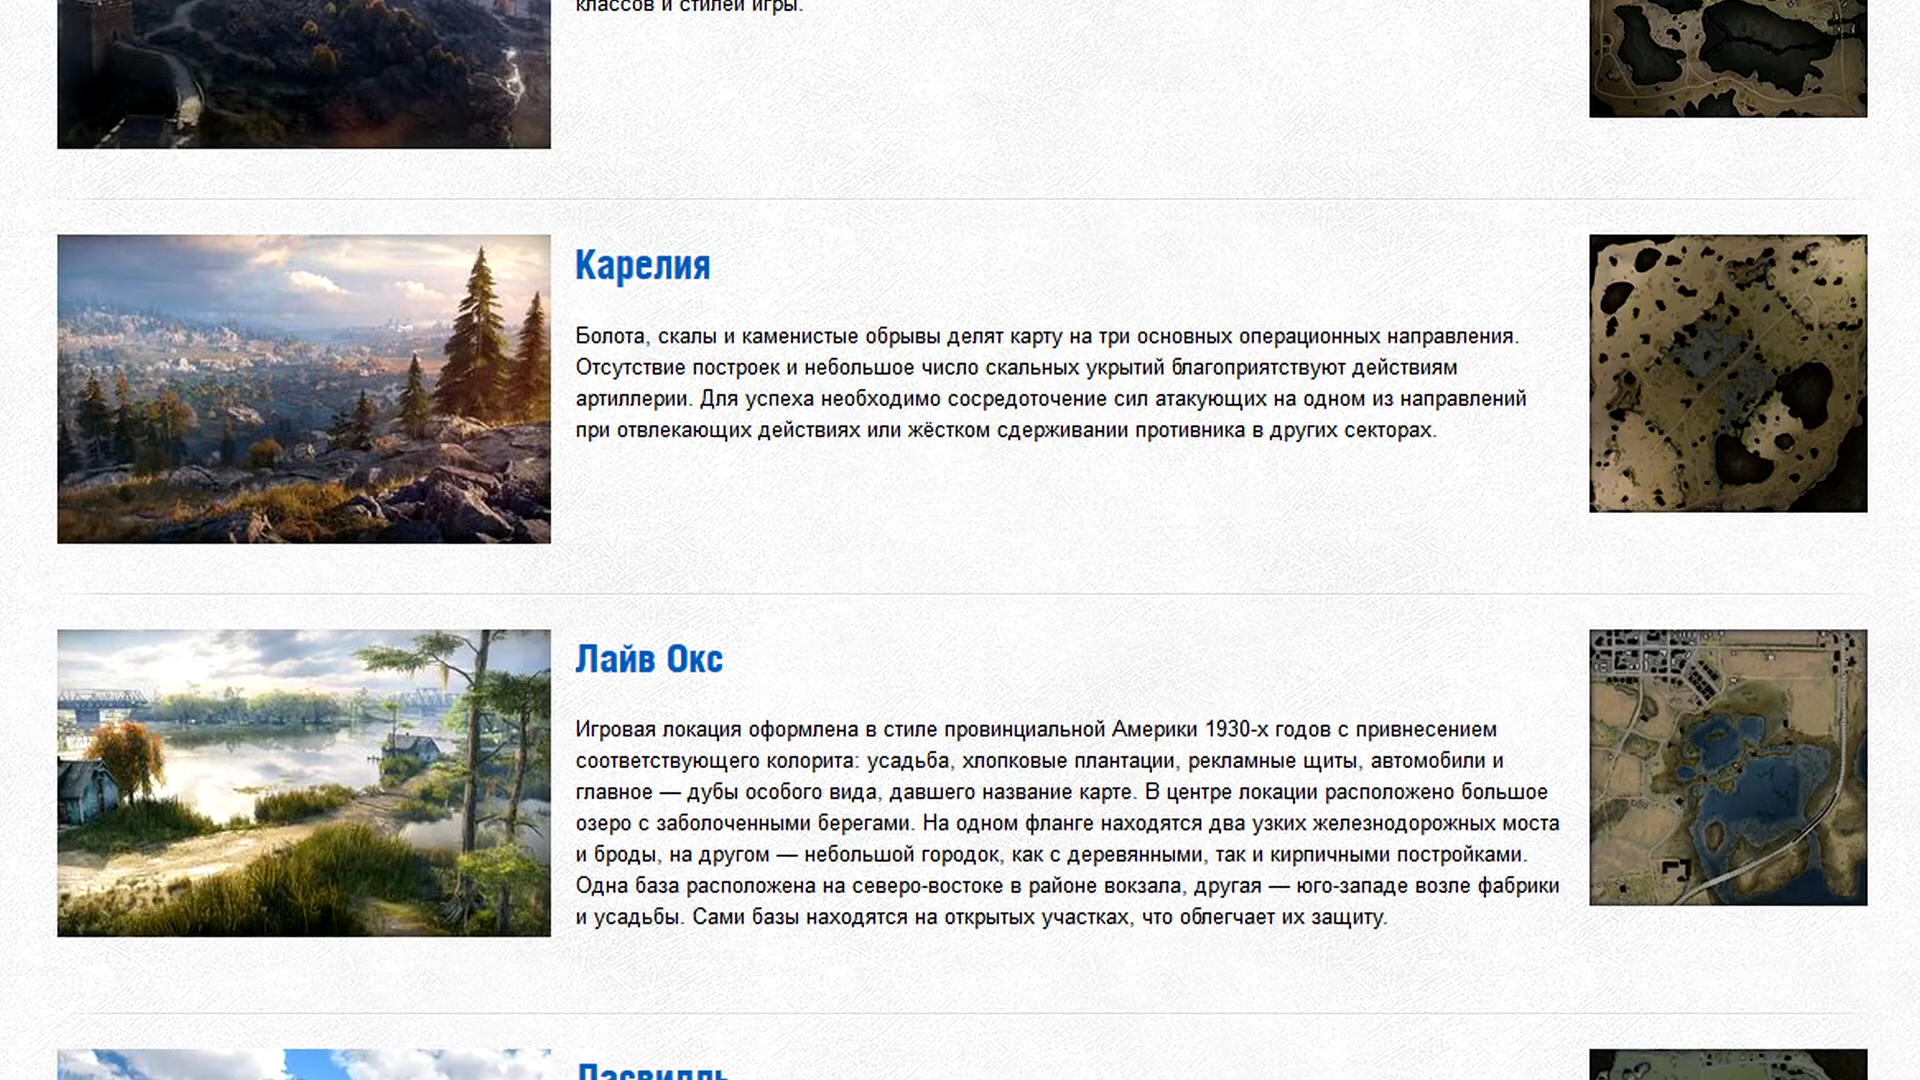 классов и стилей игры.
Карелия
Болота, скалы и каменистые обрывы делят карту на три основных операционных направления.
Отсутствие построек и небольшое число скальных укрытий благоприятствуют действиям
артиллерии. Для успеха необходимо сосредоточение сил атакующих на одном из направлений
при отвлекающих действиях или жёстком сдерживании противника в других секторах.
Лайв Окс
Игровая локация оформлена в стиле провинциальной Америки 1930-х годов с привнесением
соответствующего колорита: усадьба, хлопковые плантации, рекламные щиты, автомобили и
главное — дубы особого вида, давшего название карте. В центре локации расположено большое
озеро с заболоченными берегами. На одном фланге находятся два узких железнодорожных моста
и броды, на другом — небольшой городок, как с деревянными, так и кирпичными постройками.
Одна база расположена на северо-востоке в районе вокзала, другая — юго-западе возле фабрики
и усадьбы. Сами базы находятся на открытых участках, что облегчает их защиту.
Ласвилль